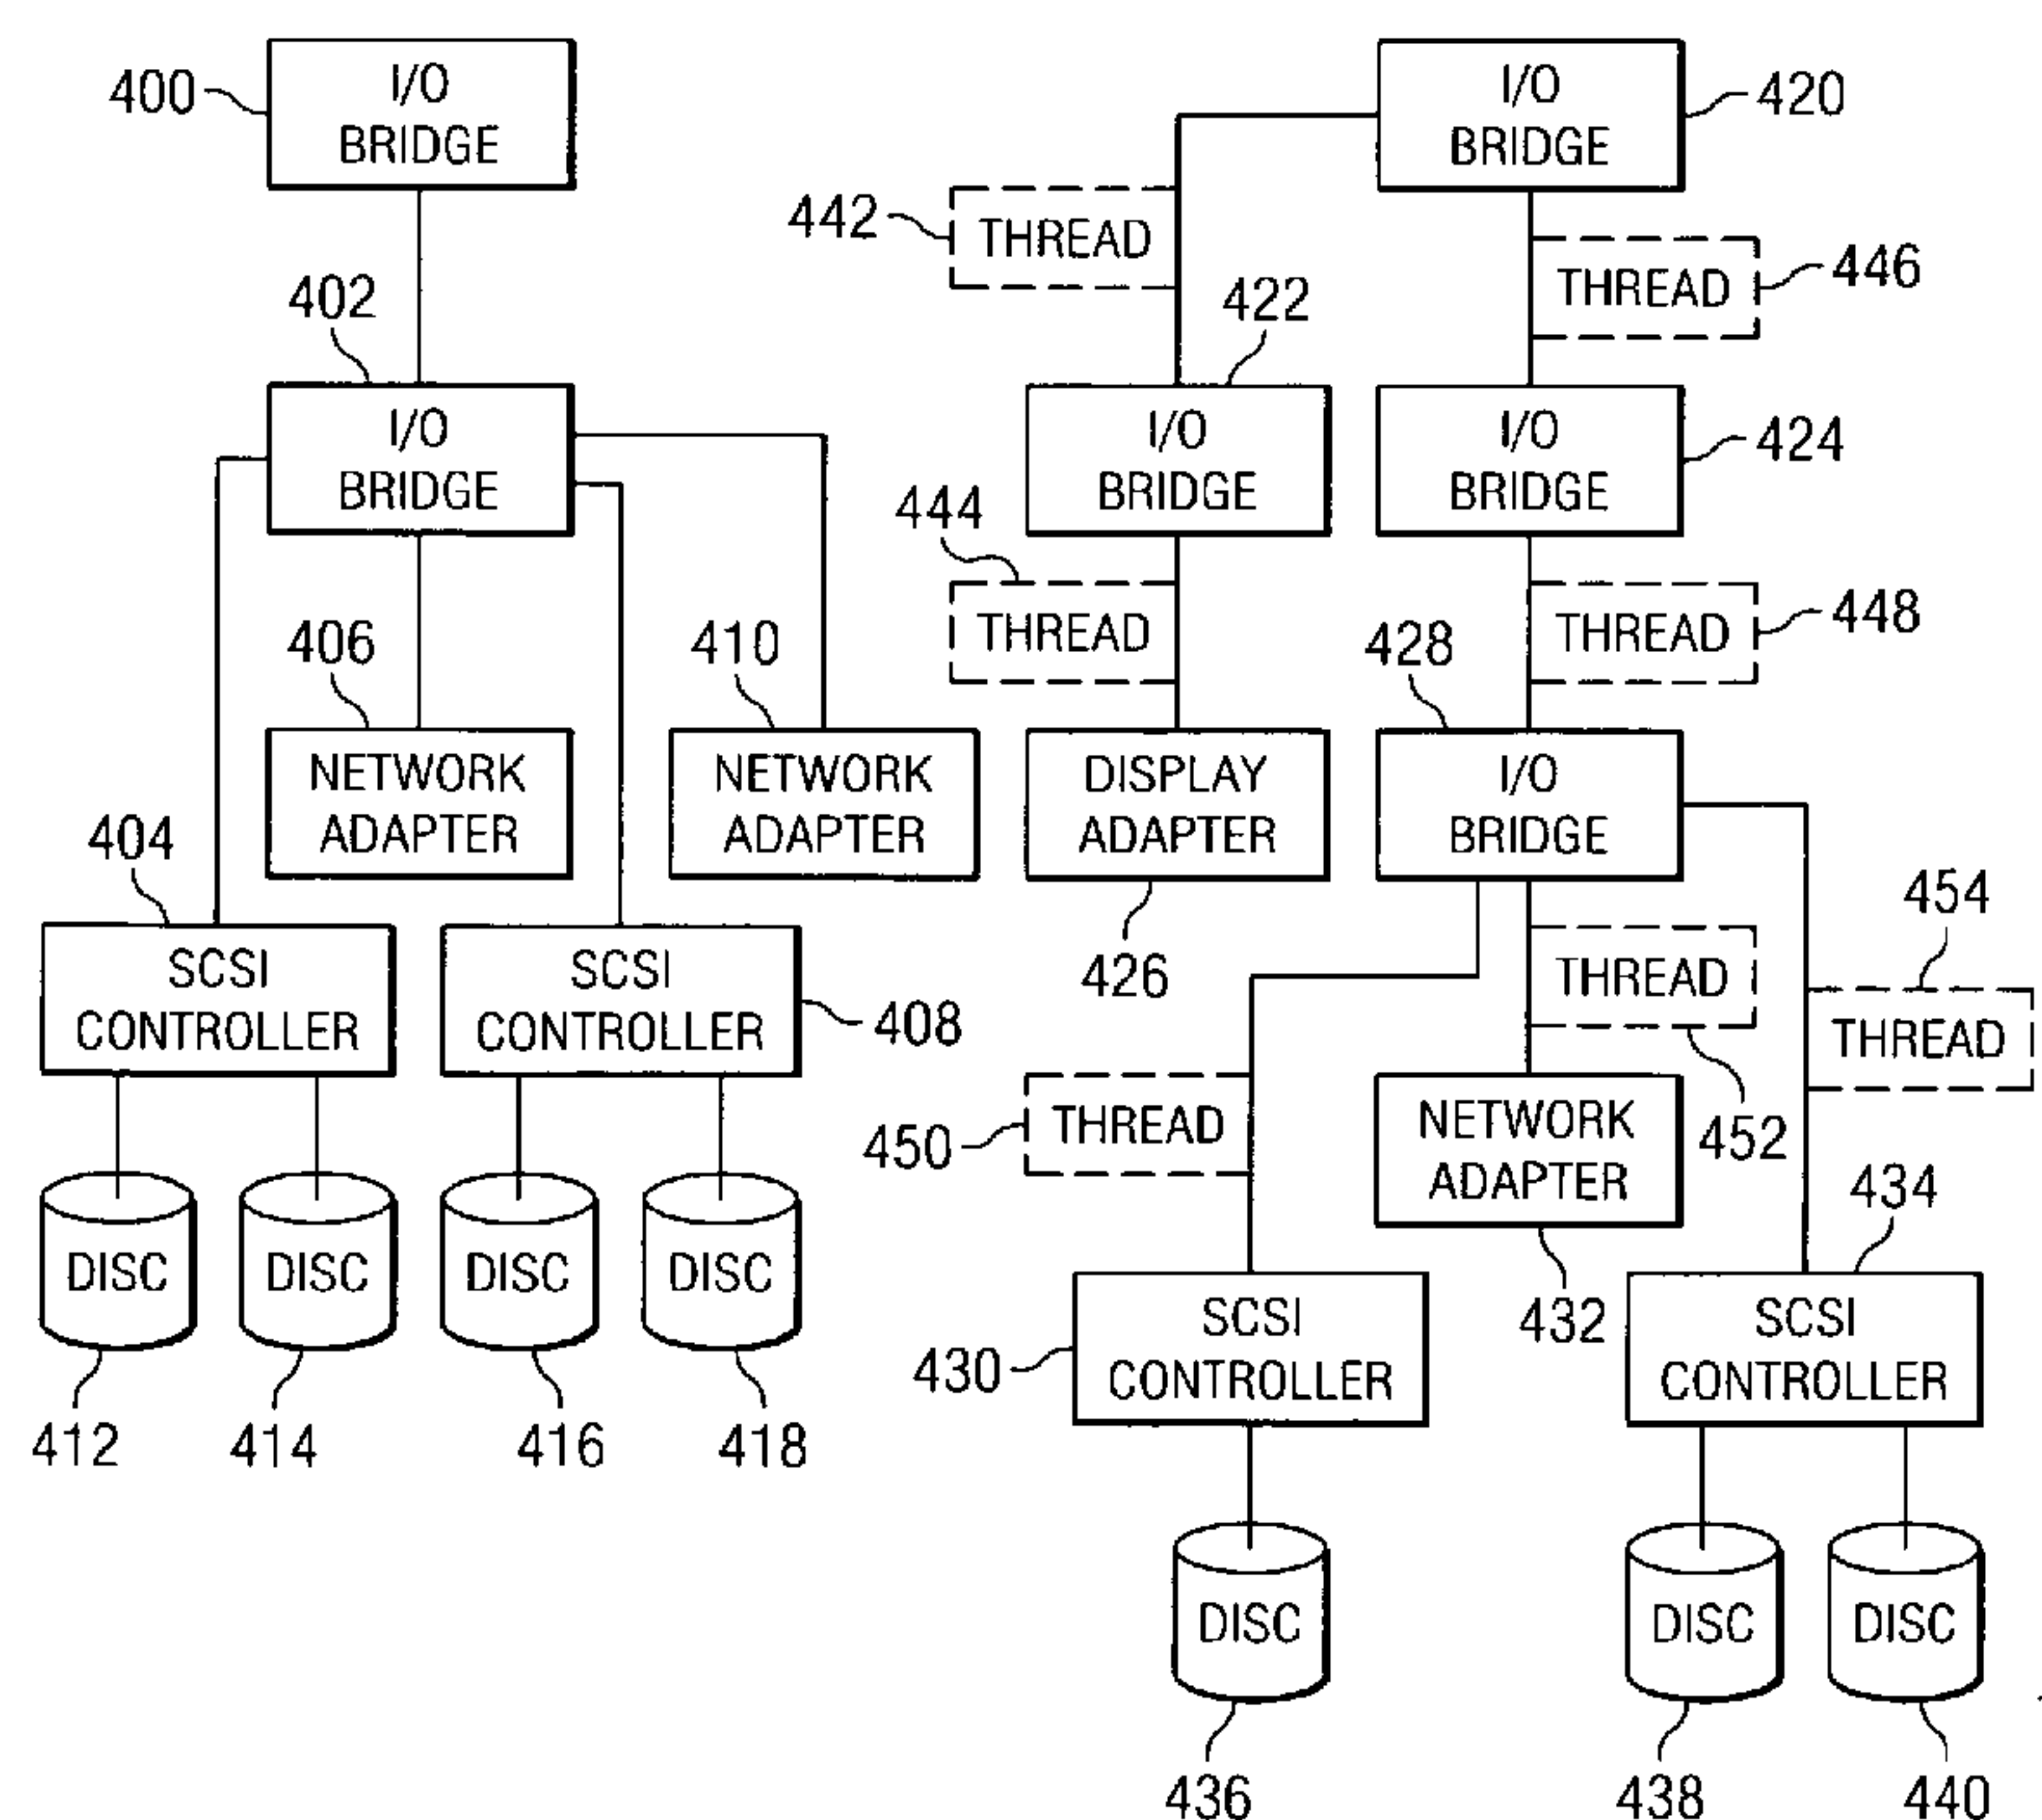 400
I/O
BRIDGE
I/O
BRIDGE
420
442
THREAD
THREAD
446
402
422
I/O
BRIDGE
I/O
BRIDGE
I/O
BRIDGE
424
444
THREAD
THREAD
448
406
410
428
NETWORK
ADAPTER
NETWORK
ADAPTER
DISPLAY
ADAPTER
I/O
BRIDGE
404
426
454
SCSI
CONTROLLER
SCSI
CONTROLLER
408
THREAD
THREAD
450
THREAD
NETWORK
ADAPTER
452
434
DISC
DISC
DISC
DISC
430
SCSI
CONTROLLER
432
SCSI
CONTROLLER
412
414
416
418
DISC
DISC
DISC
436
438
440